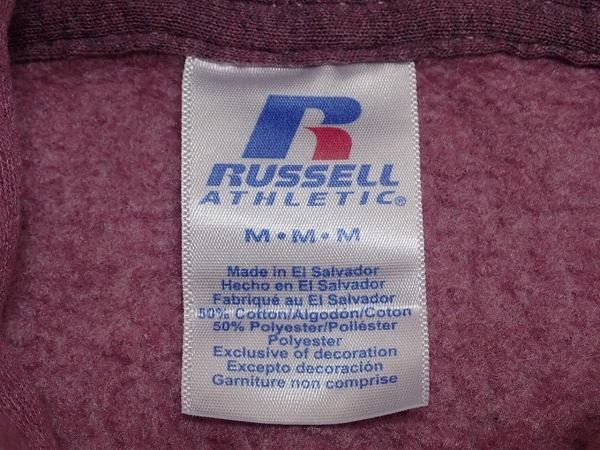 R
RUSSELL
ATHLETIC®
M • M • M
Made in El Salvador
Hecho en El Salvador
Fabriqué au El Salvador
50% Cotton/Algodón/Coton
50% Polyester/Poliéster
Polyester
Exclusive of decoration
Excepto decoración
Garniture non comprise